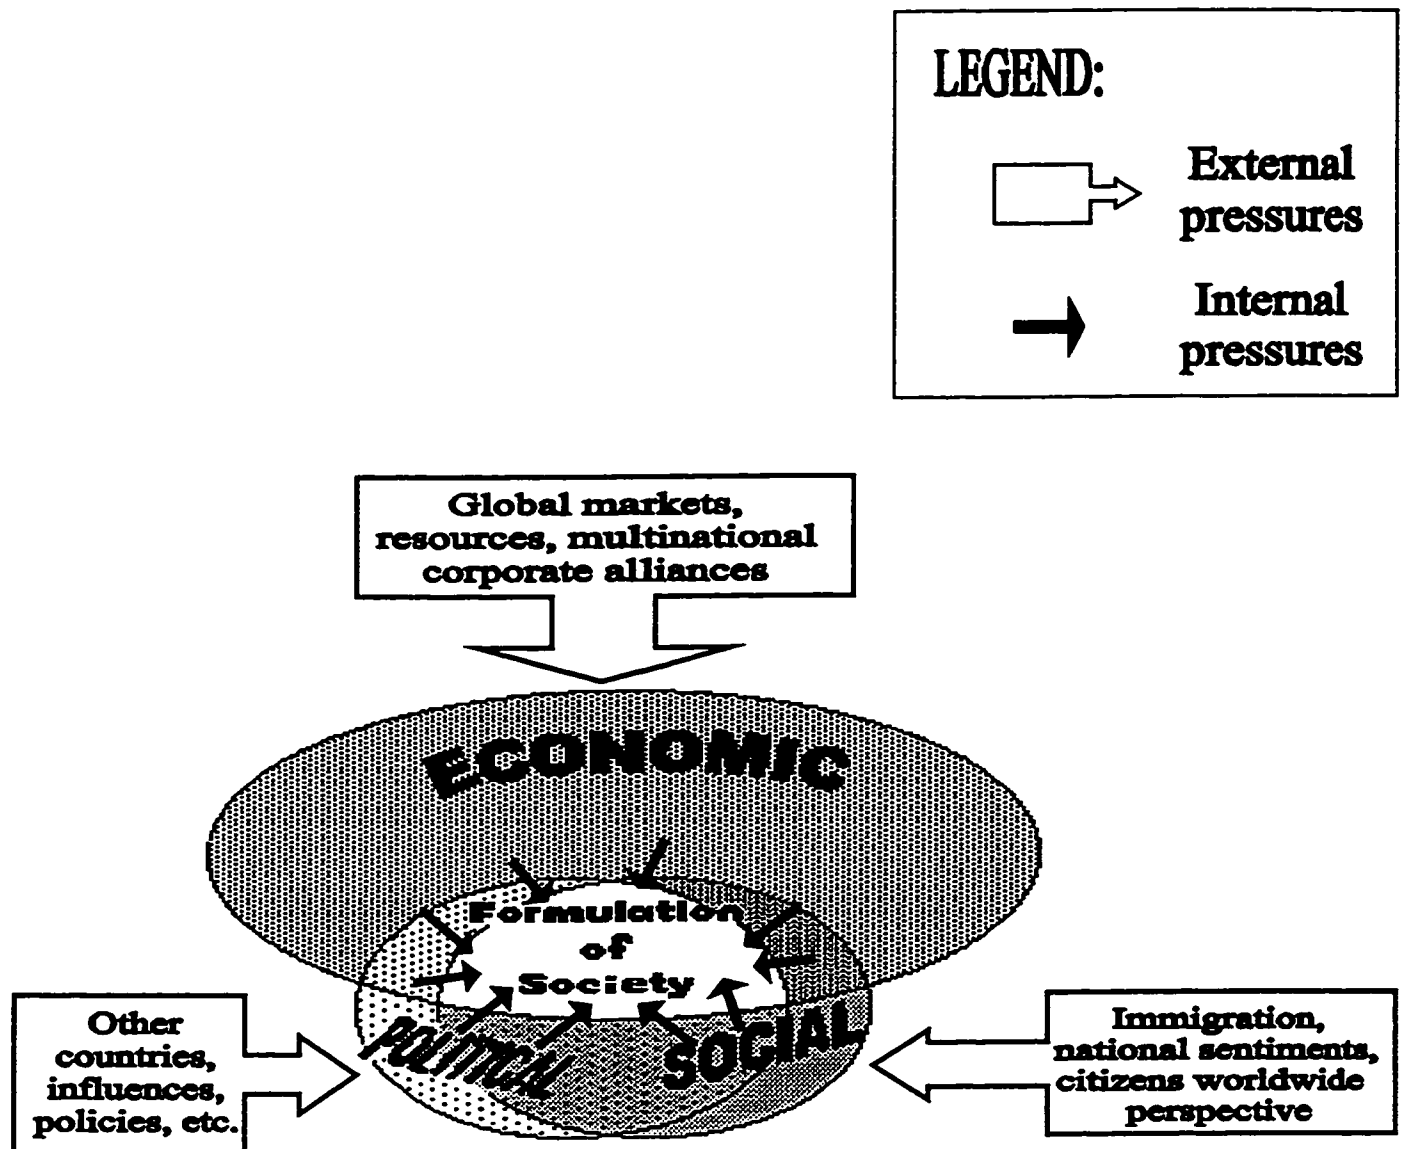 LEGEND:
External
pressures
Internal
pressures
Global markets,
resources, multinational
corporate alliances
ECONOMIC
Formulation
of
Society
POLITICAL
SOCIAL
Other
countries,
influences,
policies, etc.
Immigration,
national sentiments,
citizens worldwide
perspective